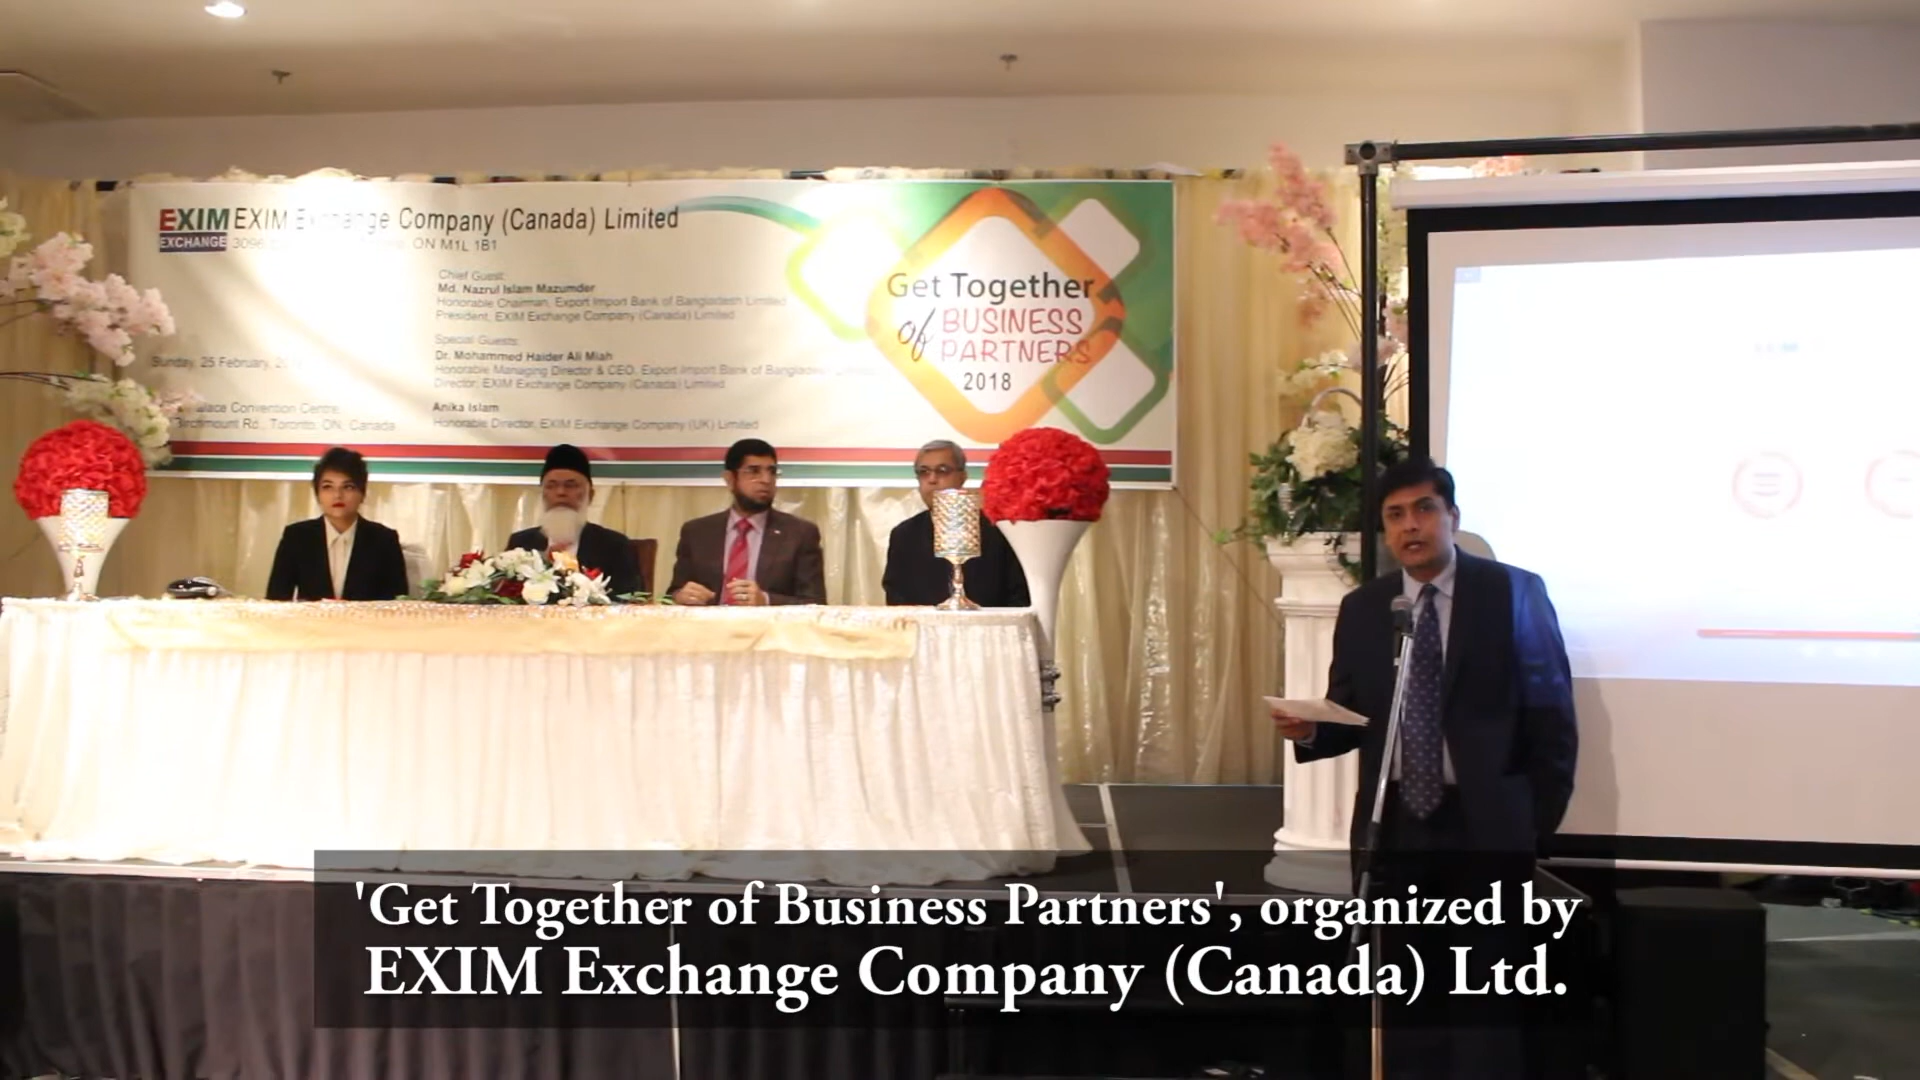 EXIM EXIM Exchange Company (Canada) Limited
EXCHANGE 3096 ON M1L 1B1
Chief Guest:
Md. Nazrul Islam Mazumder
Honorable Chairman, Export Import Bank of Bangladesh Limited
President, EXIM Exchange Company (Canada) Limited
Special Guests:
Dr. Mohammed Haider Ali Miah
Honorable Managing Director & CEO, Export Import Bank of Bangladesh Limited
Director, EXIM Exchange Company (Canada) Limited
Anika Islam
Honorable Director, EXIM Exchange Company (UK) Limited
Sunday, 25 February,
Convention Centre
Birchmount Rd., Toronto, ON, Canada
Get Together
of BUSINESS
PARTNERS
2018
'Get Together of Business Partners', organized by
EXIM Exchange Company (Canada) Ltd.